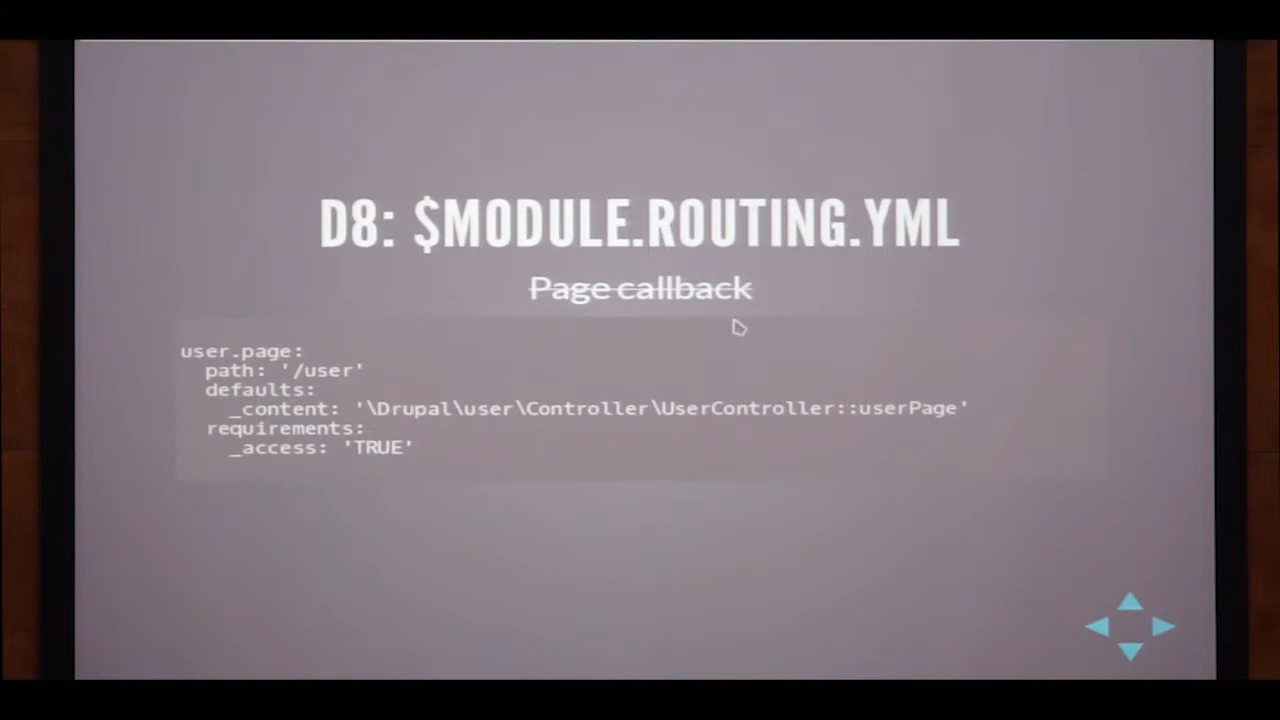 D8: $MODULE.ROUTING.YML
Page callback
user.page:
  path: '/user'
  defaults:
    _content: '\Drupal\user\Controller\UserController::userPage'
  requirements:
    _access: 'TRUE'